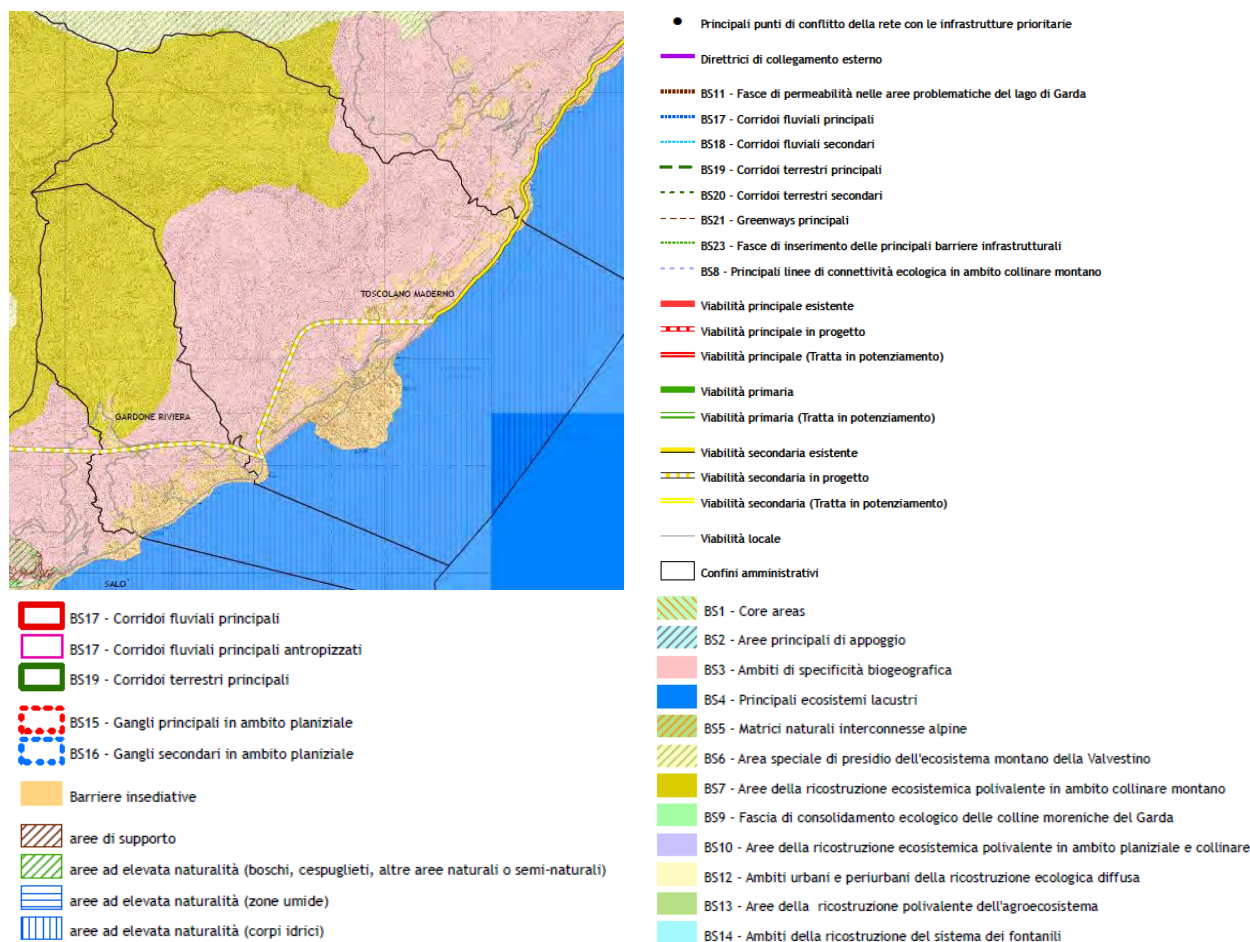 TOSCOLANO MADERNO
GARDONE RIVIERA
SALO'
Principali punti di conflitto della rete con le infrastrutture prioritarie
Direttrici di collegamento esterno
BS11 - Fasce di permeabilità nelle aree problematiche del lago di Garda
BS17 - Corridoi fluviali principali
BS18 - Corridoi fluviali secondari
BS19 - Corridoi terrestri principali
BS20 - Corridoi terrestri secondari
BS21 - Greenways principali
BS23 - Fasce di inserimento delle principali barriere infrastrutturali
BS8 - Principali linee di connettività ecologica in ambito collinare montano
Viabilità principale esistente
Viabilità principale in progetto
Viabilità principale (Tratta in potenziamento)
Viabilità primaria
Viabilità primaria (Tratta in potenziamento)
Viabilità secondaria esistente
Viabilità secondaria in progetto
Viabilità secondaria (Tratta in potenziamento)
Viabilità locale
Confini amministrativi
BS17 - Corridoi fluviali principali
BS17 - Corridoi fluviali principali antropizzati
BS19 - Corridoi terrestri principali
BS15 - Gangli principali in ambito planiziale
BS16 - Gangli secondari in ambito planiziale
Barriere insediative
aree di supporto
aree ad elevata naturalità (boschi, cespuglieti, altre aree naturali o semi-naturali)
aree ad elevata naturalità (zone umide)
aree ad elevata naturalità (corpi idrici)
BS1 - Core areas
BS2 - Aree principali di appoggio
BS3 - Ambiti di specificità biogeografica
BS4 - Principali ecosistemi lacustri
BS5 - Matrici naturali interconnesse alpine
BS6 - Area speciale di presidio dell'ecosistema montano della Valvestino
BS7 - Aree della ricostruzione ecosistemica polivalente in ambito collinare montano
BS9 - Fascia di consolidamento ecologico delle colline moreniche del Garda
BS10 - Aree della ricostruzione ecosistemica polivalente in ambito planiziale e collinare
BS12 - Ambiti urbani e periurbani della ricostruzione ecologica diffusa
BS13 - Aree della ricostruzione polivalente dell'agroecosistema
BS14 - Ambiti della ricostruzione del sistema dei fontanili